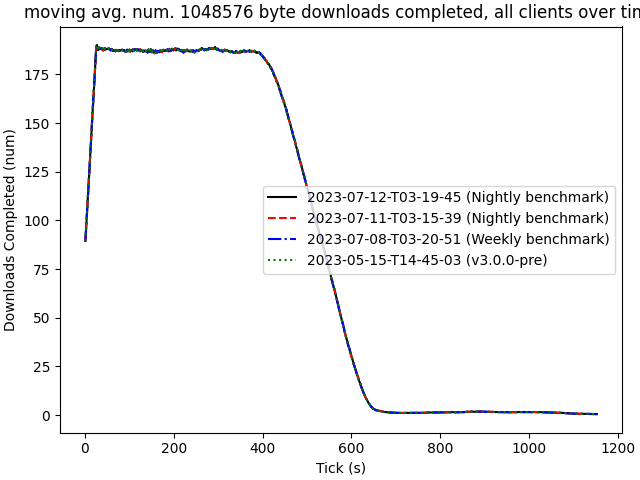 moving avg. num. 1048576 byte downloads completed, all clients over tim
175
150
125
100
75
50
25
0
Downloads Completed (num)
2023-07-12-T03-19-45 (Nightly benchmark)
2023-07-11-T03-15-39 (Nightly benchmark)
2023-07-08-T03-20-51 (Weekly benchmark)
2023-05-15-T14-45-03 (v3.0.0-pre)
0 200 400 600 800 1000 1200
Tick (s)